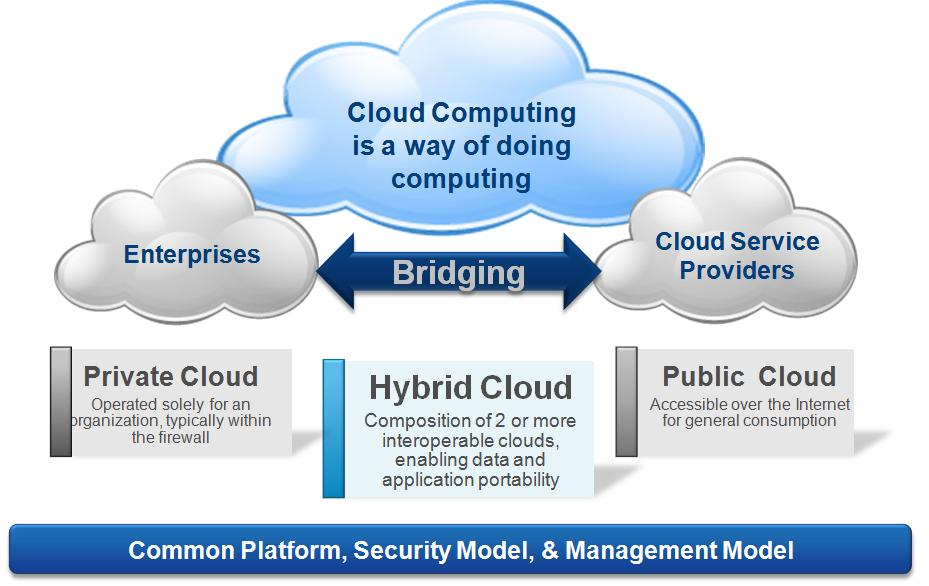 Cloud Computing
is a way of doing
computing
Enterprises
Bridging
Cloud Service
Providers
Private Cloud
Operated solely for an
organization, typically within
the firewall
Hybrid Cloud
Composition of 2 or more
interoperable clouds,
enabling data and
application portability
Public Cloud
Accessible over the Internet
for general consumption
Common Platform, Security Model, & Management Model